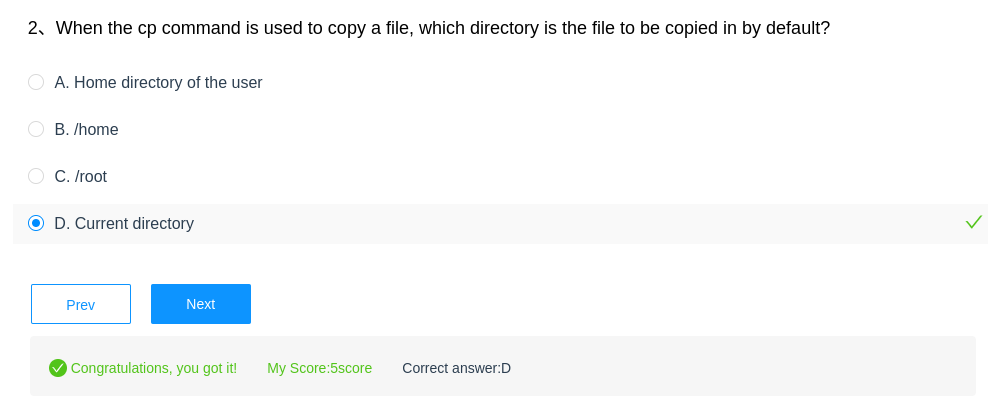 2、When the cp command is used to copy a file, which directory is the file to be copied in by default?
A. Home directory of the user
B. /home
C. /root
D. Current directory
Prev Next
Congratulations, you got it! My Score:5score Correct answer:D